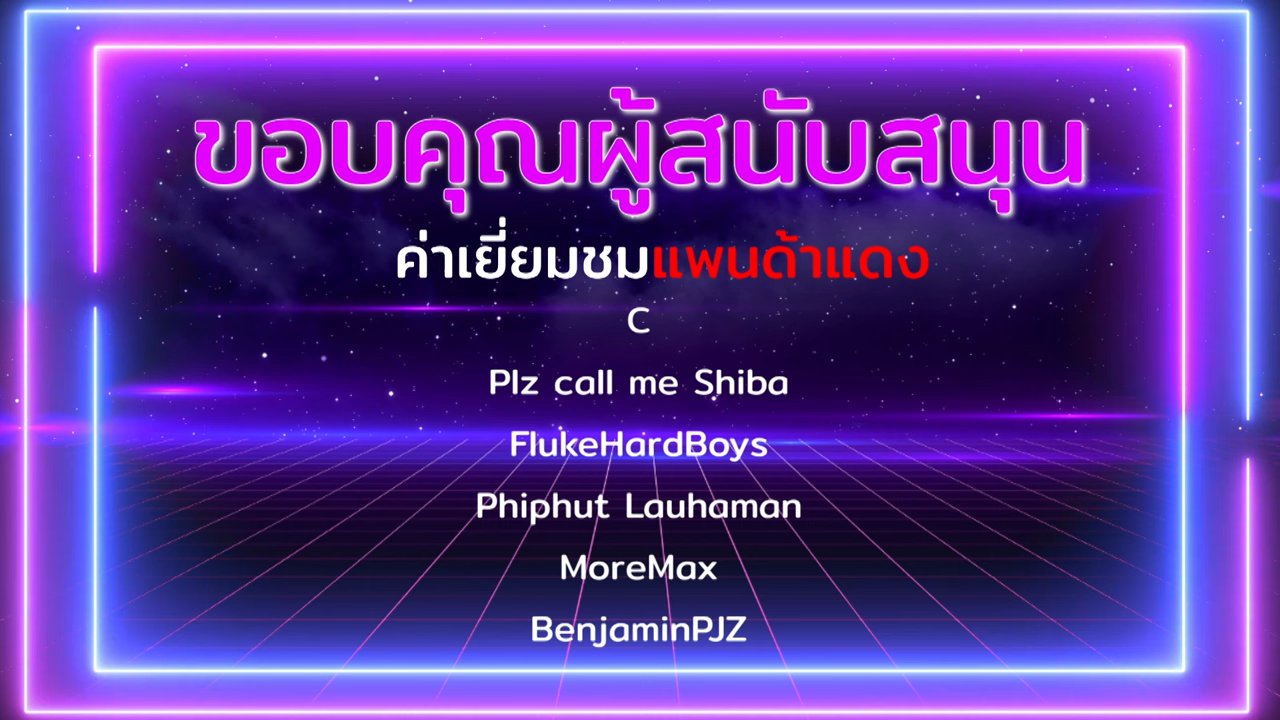 ขอบคุณผู้สนับสนุน
ค่าเยี่ยมชมแพนด้าแดง
C
Plz call me Shiba
FlukeHardBoys
Phiphut Lauhaman
MoreMax
BenjaminPJZ